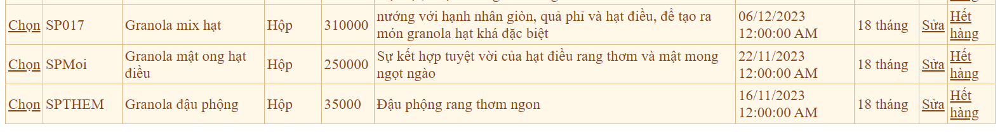 hàng
Chọn SP017 Granola mix hạt Hộp 310000 nướng với hạnh nhân giòn, quả phỉ và hạt điều, để tạo ra món granola hạt khá đặc biệt 06/12/2023 12:00:00 AM 18 tháng Sửa Hết hàng
Chọn SPMoi Granola mật ong hạt điều Hộp 250000 Sự kết hợp tuyệt vời của hạt điều rang thơm và mật mong ngọt ngào 22/11/2023 12:00:00 AM 18 tháng Sửa Hết hàng
Chọn SPTHEM Granola đậu phộng Hộp 35000 Đậu phộng rang thơm ngon 16/11/2023 12:00:00 AM 18 tháng Sửa Hết hàng